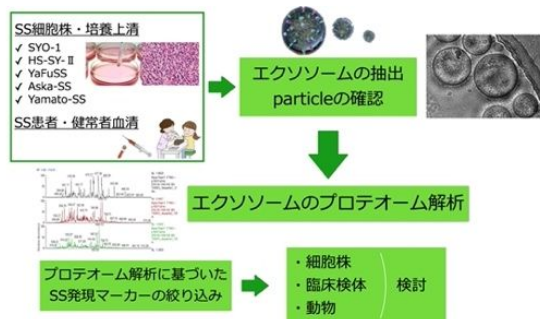 SS細胞株・培養上清
✓ SYO-1
✓ HS-SY-Ⅱ
✓ YaFuSS
✓ Aska-SS
✓ Yamato-SS
SS患者・健常者血清
エクソソームの抽出
particleの確認
エクソソームのプロテオーム解析
プロテオーム解析に基づいた
SS発現マーカーの絞り込み
・細胞株
・臨床検体
・動物
検討